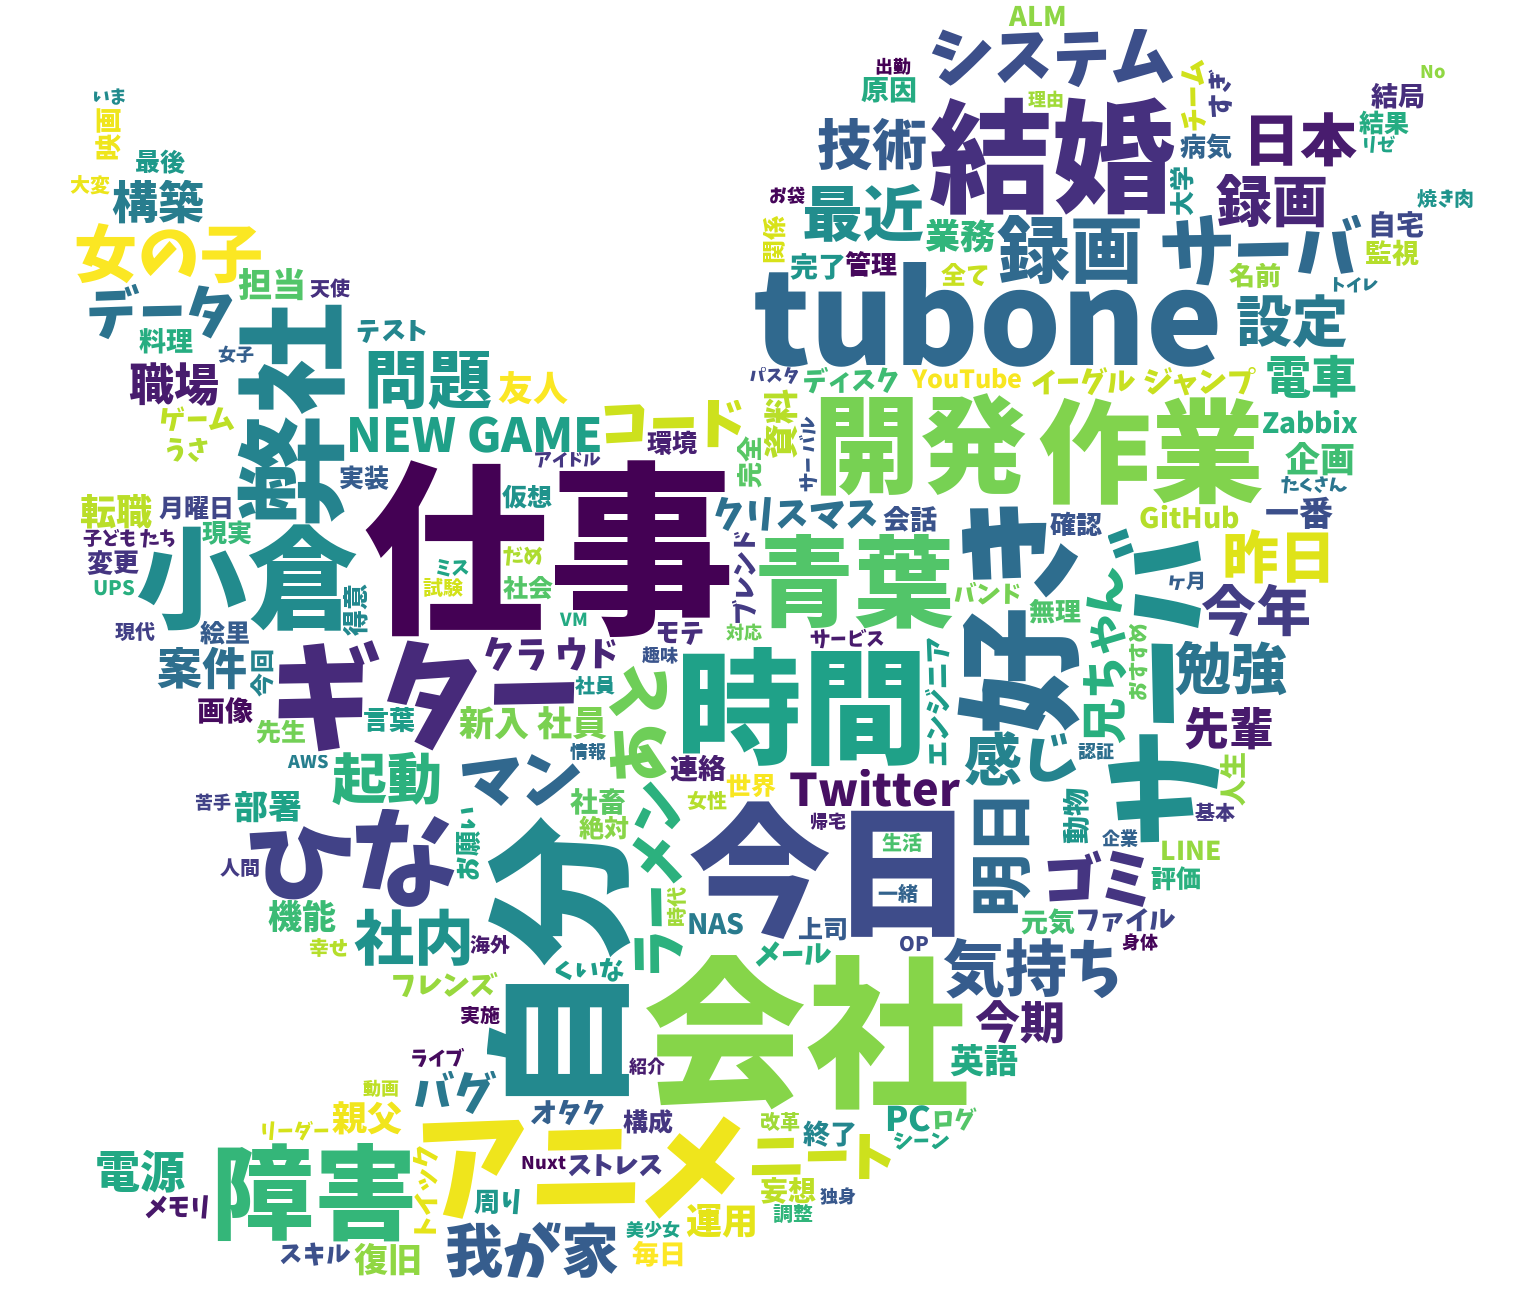 ALM
システム
出勤
原因
理由
チーム
すき
No
結局
結果
リゼ
日本
病気
技術
結婚
大学
録画
焼き肉
自宅
監視
お袋
最近
業務
録画
サーバ
関係
完了
管理
全て
名前
トイレ
tubone
設定
いま
映画
最後
大変
構築
女の子
担当
天使
データ
料理
女子
テスト
職場
弊社
問題
友人
ゲーム
うさ
NEW GAME
コード
環境
アイドル
実装
パスタ
ディスク
YouTube
イーグル
ジャンプ
電車
資料
完全
サーバル
開発
作業
Zabbix
企画
たくさん
GitHub
一番
転職
月曜日
現実
子ども たち
変更
UPS
小倉
得意
仕事
仮想
だめ
ミス
試験
社会
VM
クリスマス
会話
フレンド
青葉
好き
確認
バンド
無理
兄ちゃん
サーバ
昨日
ヶ月
今年
おすすめ
勉強
先輩
現代
絵里
案件
今回
画像
先生
ギター
クラ ウド
モテ
対応
サービス
趣味
社員
言葉
新入 社員
あと
時間
エンジニア
感じ
認証
人生
基本
AWS
起動
マン
情報
連絡
世界
女性
Twitter
帰宅
苦手
部署
社畜
絶対
ラーメン
明日
動物
企業
LINE
評価
ゴミ
人間
ひな
お願い
自分
今日
生活
一緒
機能
幸せ
社内
海外
時代
NAS
上司
OP
元気
ファイル
身体
くいな
メール
気持ち
フレンズ
実施
会社
今期
英語
ライブ
紹介
バグ
動画
オタク
構成
親父
リーダー
改革
終了
PC
ログ
シーン
電源
メモリ
障害
トイック
アニメ
Nuxt
ストレス
ニート
妄想
独身
周り
調整
スキル
復旧
我が家
美少女
毎日
運用